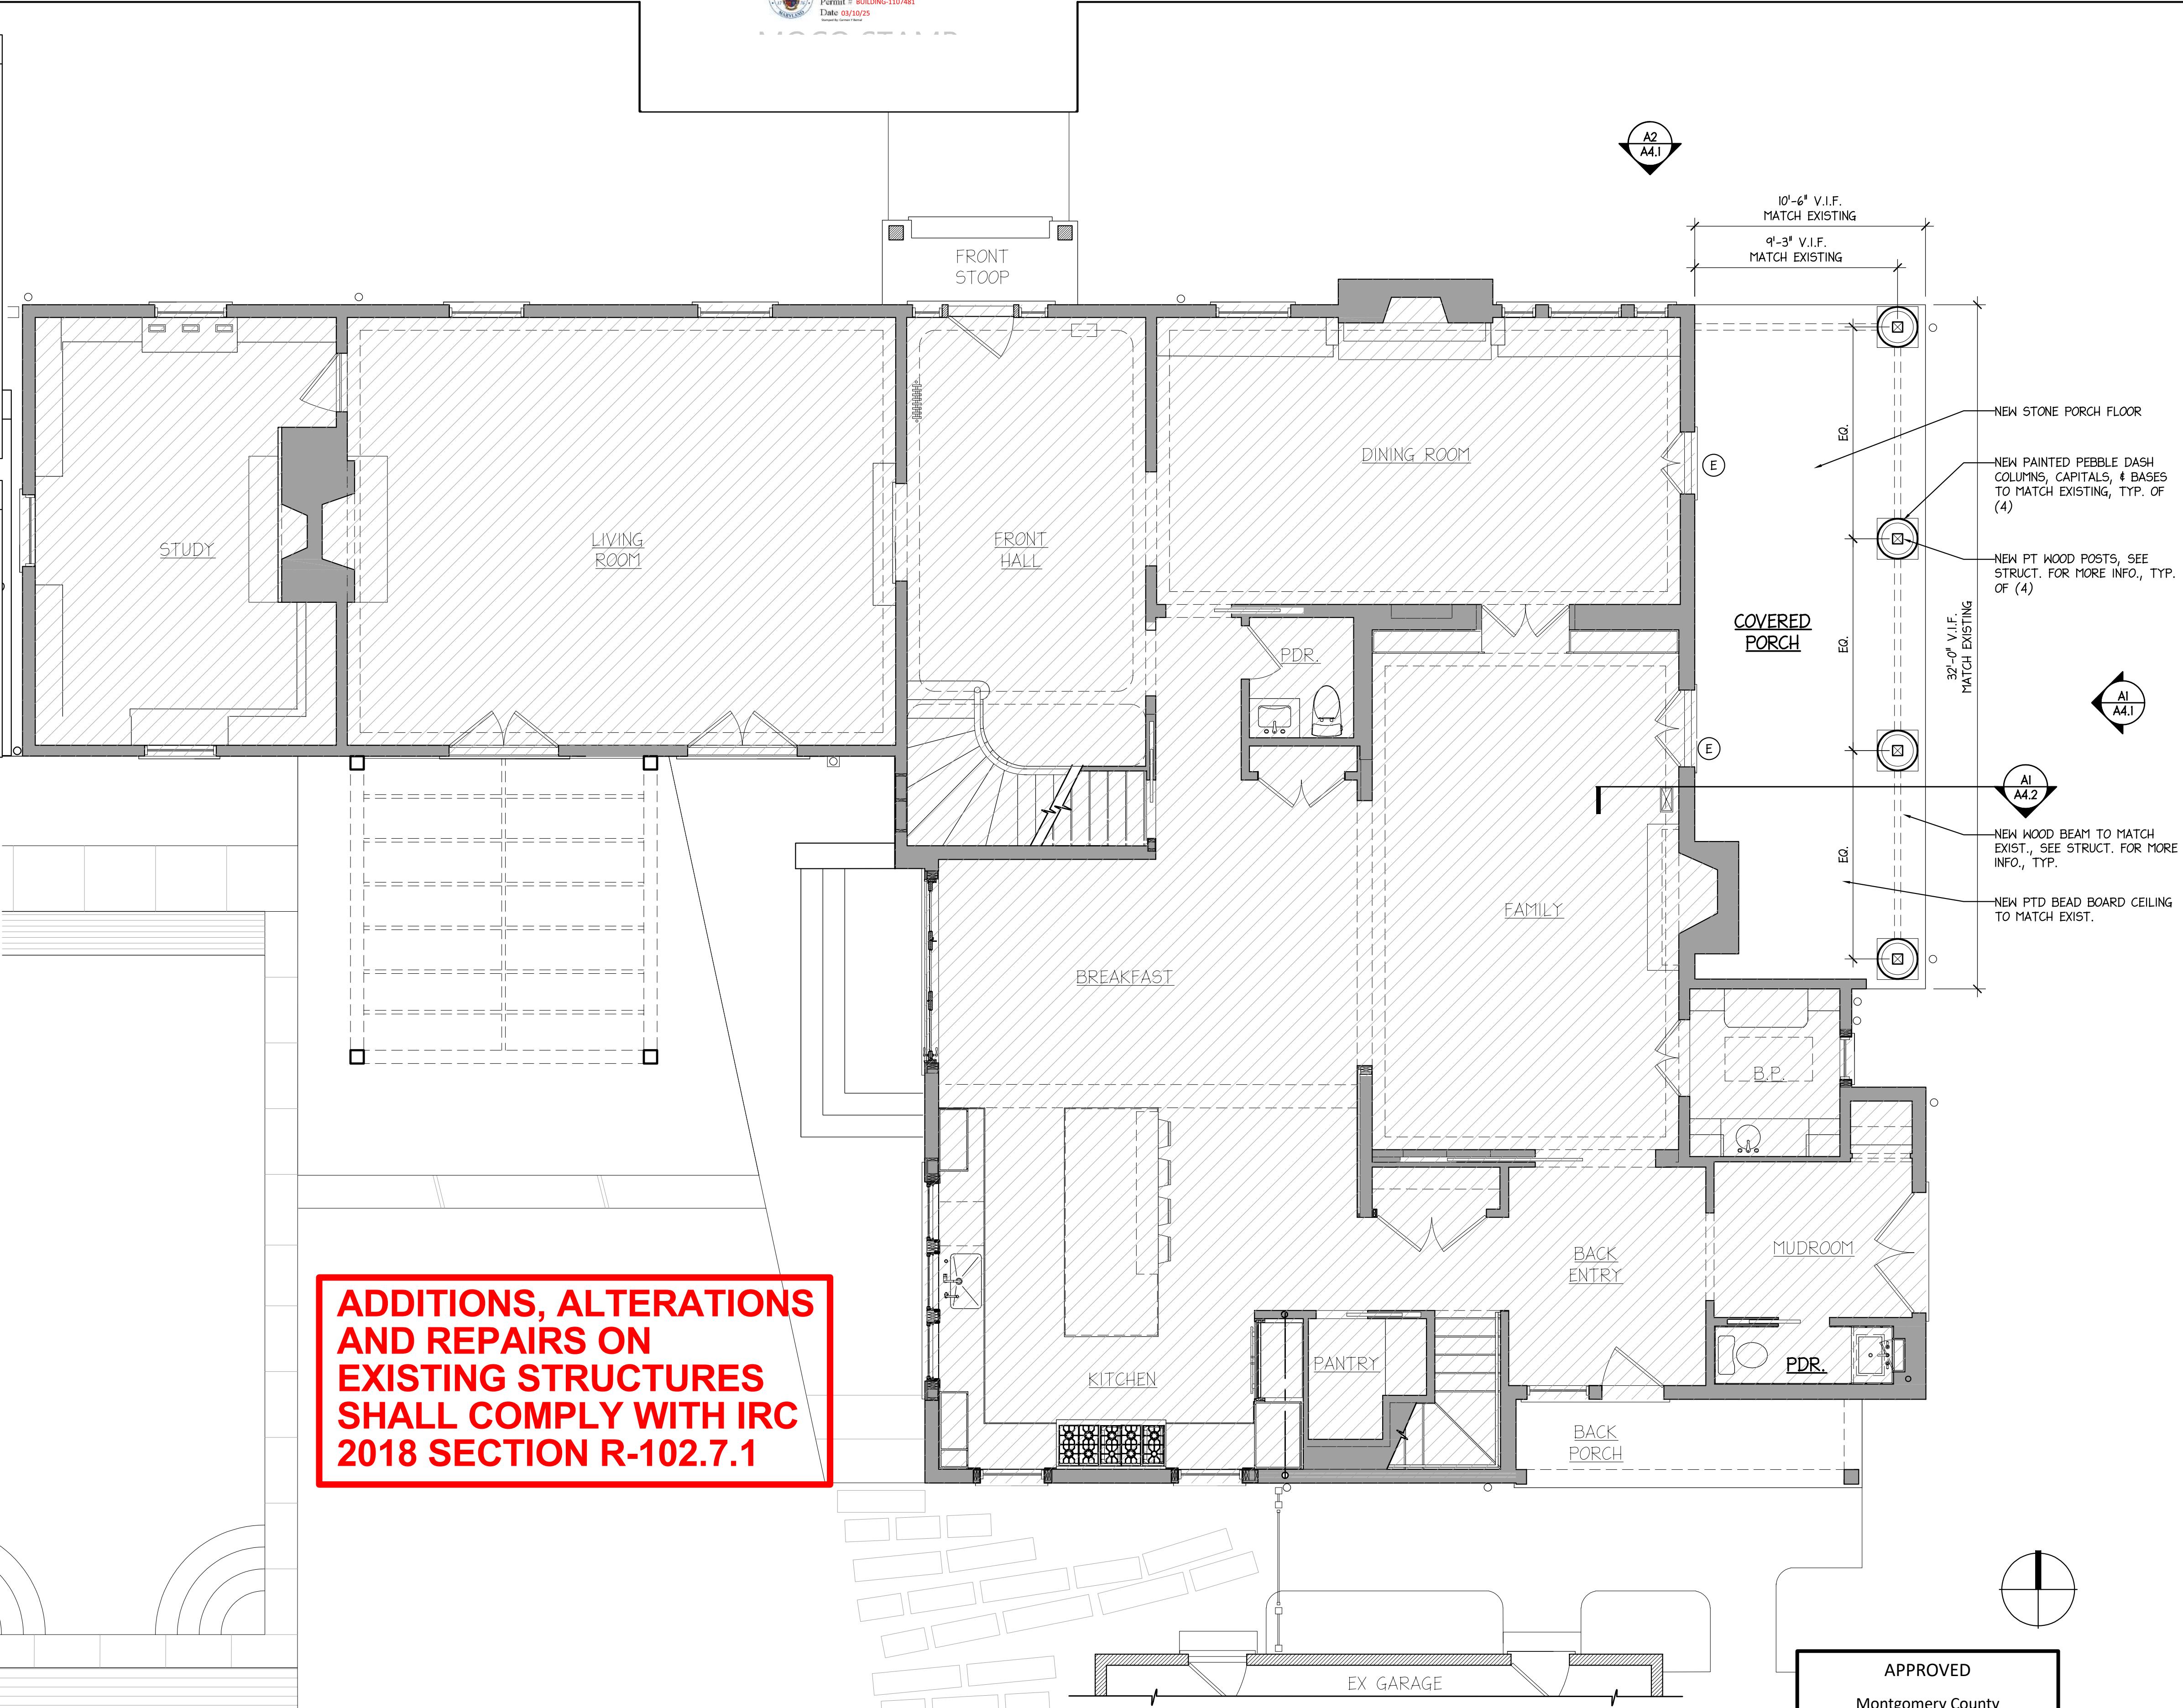 Permit # BUILDING-1107481
MARYLAND
Date 03/10/25
A2
A4.1
10'-6" V.I.F.
MATCH EXISTING
9'-3" V.I.F.
MATCH EXISTING
FRONT
STOOP
NEW STONE PORCH FLOOR
EQ.
DINING ROOM
E
NEW PAINTED PEBBLE DASH
COLUMNS, CAPITALS, & BASES
TO MATCH EXISTING, TYP. OF
(4)
STUDY
LIVING
ROOM
FRONT
HALL
NEW PT WOOD POSTS, SEE
STRUCT. FOR MORE INFO., TYP.
OF (4)
COVERED
PORCH
EQ.
32'-0" V.I.F.
MATCH EXISTING
PDR.
A1
A4.1
E
A1
A4.2
NEW WOOD BEAM TO MATCH
EXIST., SEE STRUCT. FOR MORE
INFO., TYP.
EQ.
NEW PTD BEAD BOARD CEILING
TO MATCH EXIST.
FAMILY
BREAKFAST
B.P.
BACK
ENTRY
MUDROOM
ADDITIONS, ALTERATIONS
AND REPAIRS ON
EXISTING STRUCTURES
SHALL COMPLY WITH IRC
2018 SECTION R-102.7.1
KITCHEN
PANTRY
PDR.
BACK
PORCH
EX GARAGE
APPROVED
Montgomery County